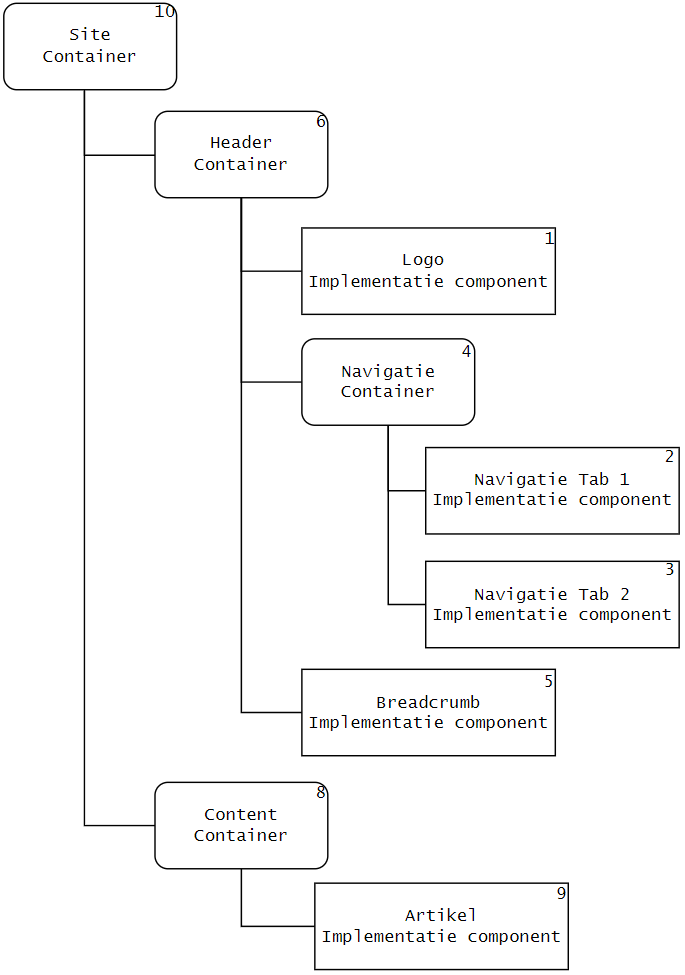 10
Site
Container
6
Header
Container
1
Logo
Implementatie component
4
Navigatie
Container
2
Navigatie Tab 1
Implementatie component
3
Navigatie Tab 2
Implementatie component
5
Breadcrumb
Implementatie component
8
Content
Container
9
Artikel
Implementatie component